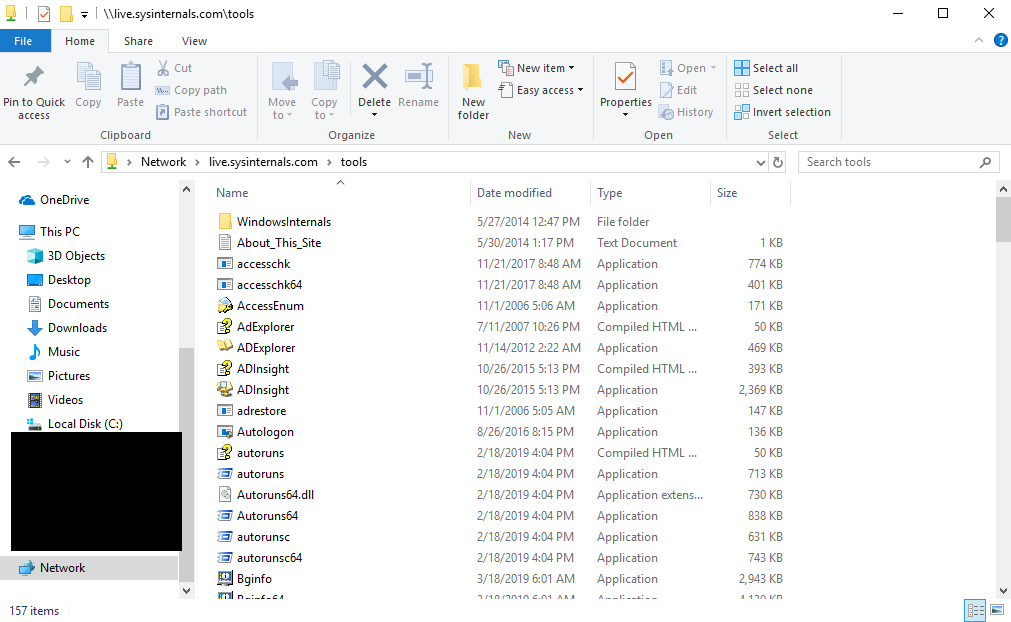 \\live.sysinternals.com\tools
File Home Share View
Pin to Quick access
Copy
Paste
Cut
Copy path
Paste shortcut
Clipboard
Move to
Copy to
Delete
Rename
Organize
New folder
New item
Easy access
New
Properties
Open
Edit
History
Open
Select all
Select none
Invert selection
Select
Network > live.sysinternals.com > tools
Search tools
OneDrive
This PC
3D Objects
Desktop
Documents
Downloads
Music
Pictures
Videos
Local Disk (C:)
Network
Name Date modified Type Size
WindowsInternals 5/27/2014 12:47 PM File folder
About_This_Site 5/30/2014 1:17 PM Text Document 1 KB
accesschk 11/21/2017 8:48 AM Application 774 KB
accesschk64 11/21/2017 8:48 AM Application 401 KB
AccessEnum 11/1/2006 5:06 AM Application 171 KB
AdExplorer 7/11/2007 10:26 PM Compiled HTML ... 50 KB
ADExplorer 11/14/2012 2:22 AM Application 469 KB
ADInsight 10/26/2015 5:13 PM Compiled HTML ... 393 KB
ADInsight 10/26/2015 5:13 PM Application 2,369 KB
adrestore 11/1/2006 5:05 AM Application 147 KB
Autologon 8/26/2016 8:15 PM Application 136 KB
autoruns 2/18/2019 4:04 PM Compiled HTML ... 50 KB
autoruns 2/18/2019 4:04 PM Application 713 KB
Autoruns64.dll 2/18/2019 4:04 PM Application extens... 730 KB
Autoruns64 2/18/2019 4:04 PM Application 838 KB
autorunsc 2/18/2019 4:04 PM Application 631 KB
autorunsc64 2/18/2019 4:04 PM Application 743 KB
Bginfo 3/18/2019 6:01 AM Application 2,943 KB
157 items